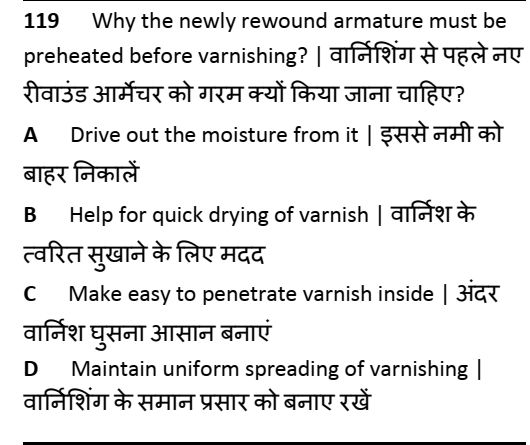 119 Why the newly rewound armature must be
preheated before varnishing? | वार्निशिंग से पहले नए
रीवाउंड आर्मेचर को गरम क्यों किया जाना चाहिए?
A Drive out the moisture from it | इससे नमी को
बाहर निकालें
B Help for quick drying of varnish | वार्निश के
त्वरित सुखाने के लिए मदद
C Make easy to penetrate varnish inside | अंदर
वार्निश घुसना आसान बनाएं
D Maintain uniform spreading of varnishing |
वार्निशिंग के समान प्रसार को बनाए रखें